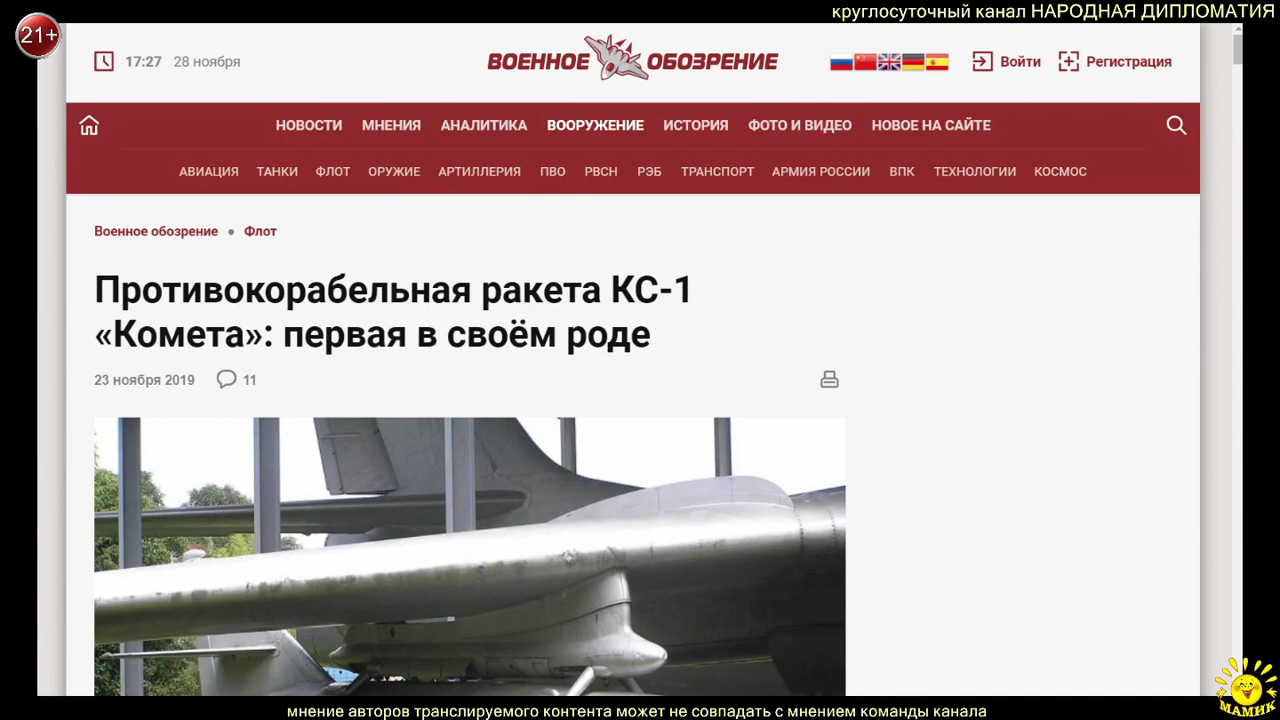 круглосуточный канал НАРОДНАЯ ДИПЛОМАТИЯ
21+
17:27 28 ноября
ВОЕННОЕ ОБОЗРЕНИЕ
Войти Регистрация
НОВОСТИ МНЕНИЯ АНАЛИТИКА ВООРУЖЕНИЕ ИСТОРИЯ ФОТО И ВИДЕО НОВОЕ НА САЙТЕ
АВИАЦИЯ ТАНКИ ФЛОТ ОРУЖИЕ АРТИЛЛЕРИЯ ПВО РВСН РЭБ ТРАНСПОРТ АРМИЯ РОССИИ ВПК ТЕХНОЛОГИИ КОСМОС
Военное обозрение • Флот
Противокорабельная ракета КС-1
«Комета»: первая в своём роде
23 ноября 2019 11
МАМИК
мнение авторов транслируемого контента может не совпадать с мнением команды канала